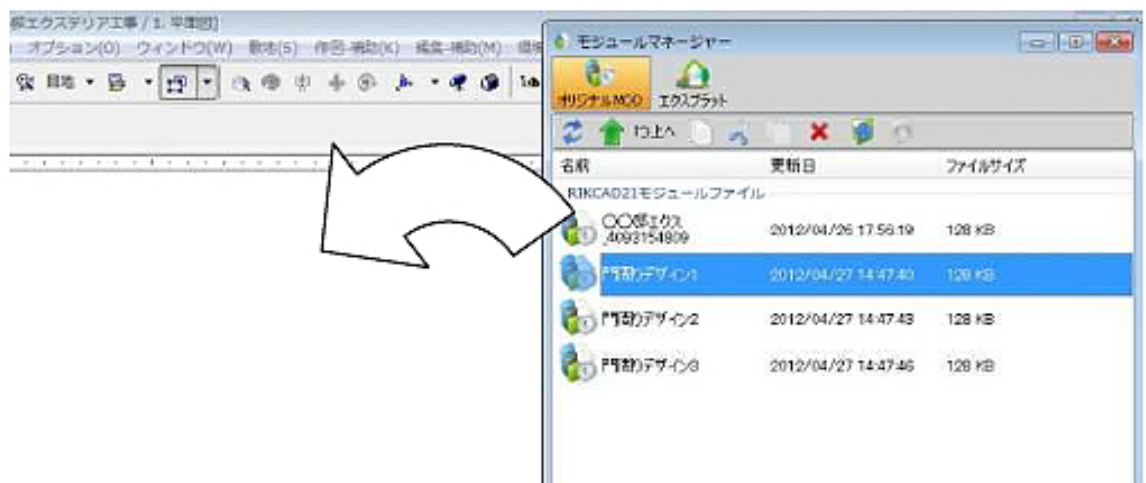 邸エクステリア工事 / 1. 平面図]
オプション(O) ウィンドウ(W) 敷地(S) 作図-補助(K) 編集-補助(M)
目地
モジュールマネージャー
オリジナルMOD エクスプラット
1つ上へ
名前 更新日 ファイルサイズ
RIKCAD21モジュールファイル
〇〇邸エクス
_4093154809 2012/04/26 17:56:19 128 KB
門周りデザイン1 2012/04/27 14:47:40 128 KB
門周りデザイン2 2012/04/27 14:47:43 128 KB
門周りデザイン3 2012/04/27 14:47:46 128 KB